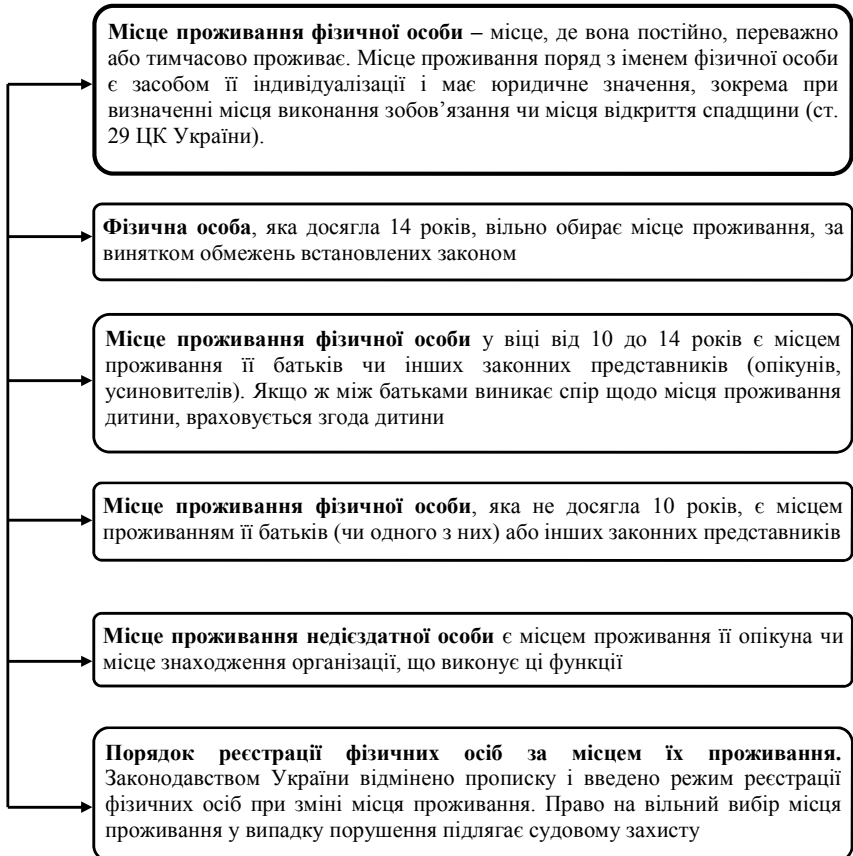 Місце проживання фізичної особи – місце, де вона постійно, переважно
або тимчасово проживає. Місце проживання поряд з іменем фізичної особи
є засобом її індивідуалізації і має юридичне значення, зокрема при
визначенні місця виконання зобов’язання чи місця відкриття спадщини (ст.
29 ЦК України).
Фізична особа, яка досягла 14 років, вільно обирає місце проживання, за
винятком обмежень встановлених законом
Місце проживання фізичної особи у віці від 10 до 14 років є місцем
проживання її батьків чи інших законних представників (опікунів,
усиновителів). Якщо ж між батьками виникає спір щодо місця проживання
дитини, враховується згода дитини
Місце проживання фізичної особи, яка не досягла 10 років, є місцем
проживанням її батьків (чи одного з них) або інших законних представників
Місце проживання недієздатної особи є місцем проживання її опікуна чи
місце знаходження організації, що виконує ці функції
Порядок реєстрації фізичних осіб за місцем їх проживання.
Законодавством України відмінено прописку і введено режим реєстрації
фізичних осіб при зміні місця проживання. Право на вільний вибір місця
проживання у випадку порушення підлягає судовому захисту